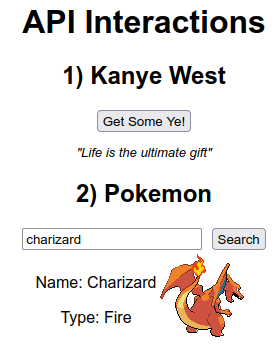 API Interactions
1) Kanye West
Get Some Ye!
"Life is the ultimate gift"
2) Pokemon
charizard Search
Name: Charizard
Type: Fire